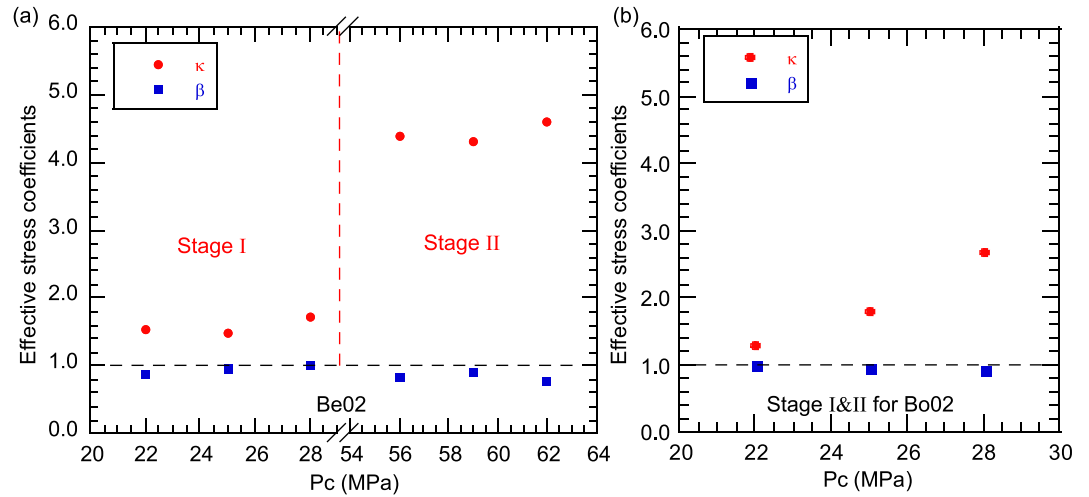 (a)
Effective stress coefficients
6.0
5.0
4.0
3.0
2.0
1.0
0.0
κ
β
Stage I
Stage II
Be02
20 22 24 26 28 54 56 58 60 62 64
Pc (MPa)
(b)
Effective stress coefficients
6.0
5.0
4.0
3.0
2.0
1.0
0.0
κ
β
Stage I&II for Bo02
20 22 24 26 28 30
Pc (MPa)